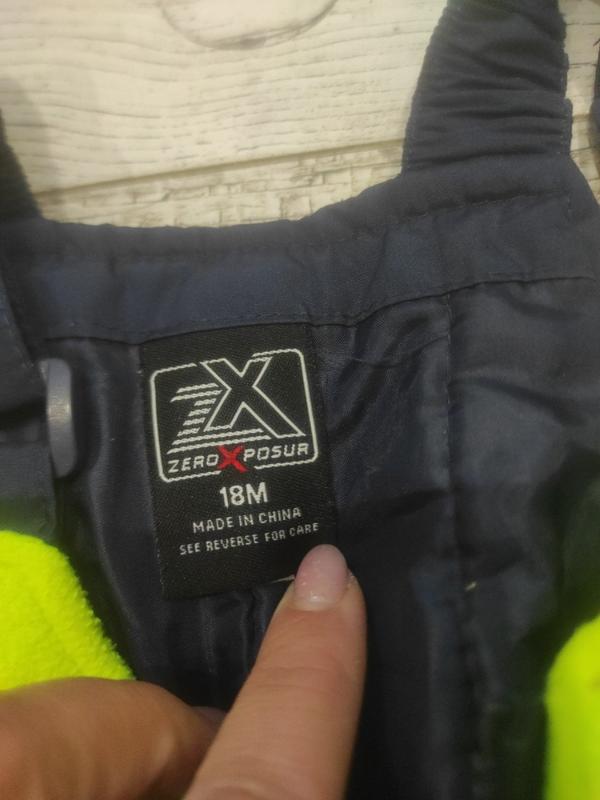 ZX
ZEROXPOSUR
18M
MADE IN CHINA
SEE REVERSE FOR CARE